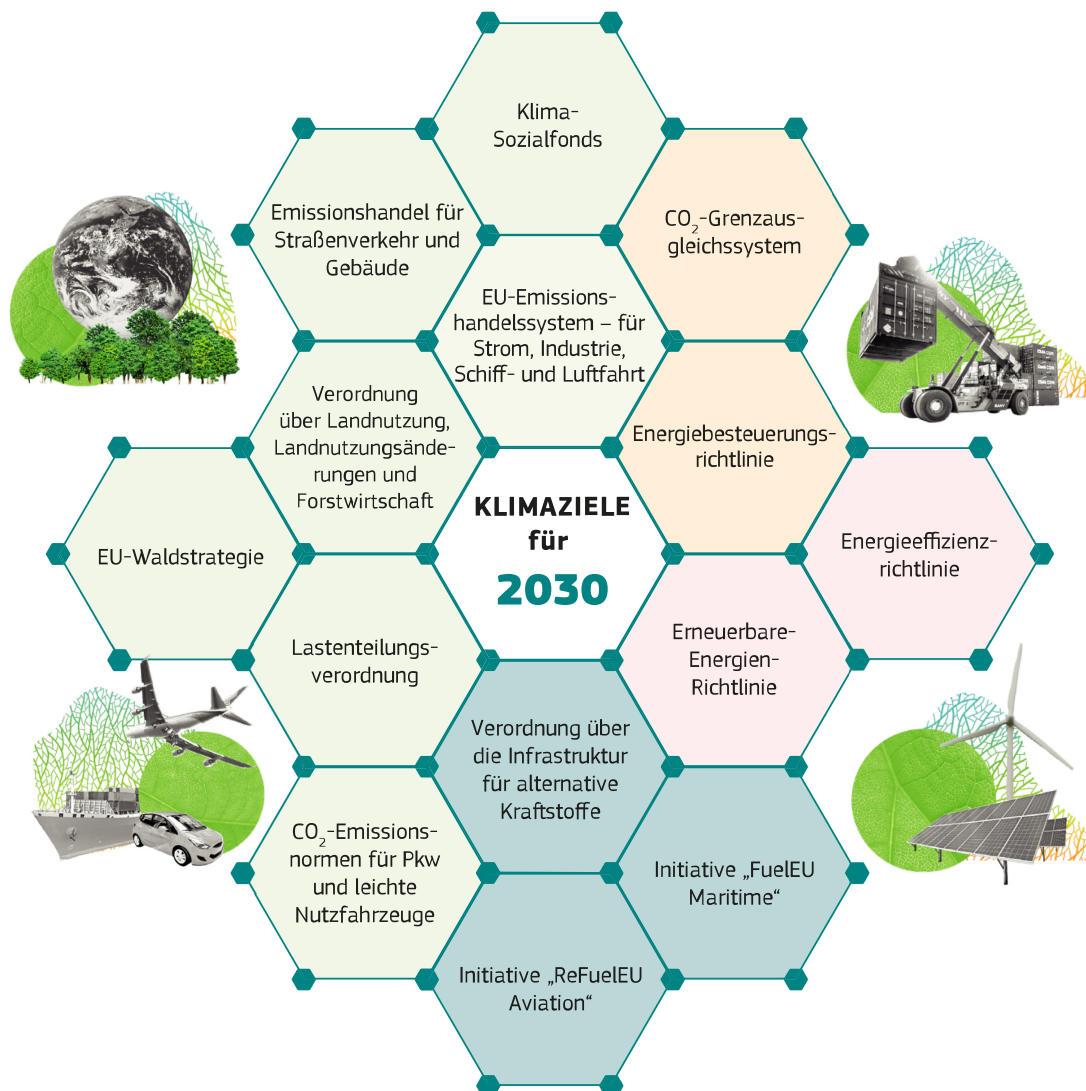 Klima-
Sozialfonds
Emissionshandel für
Straßenverkehr und
Gebäude
CO₂-Grenzaus-
gleichssystem
EU-Emissions-
handelssystem – für
Strom, Industrie,
Schiff- und Luftfahrt
Verordnung
über Landnutzung,
Landnutzungsände-
rungen und
Forstwirtschaft
Energiebesteuerungs-
richtlinie
KLIMAZIELE
für
2030
EU-Waldstrategie
Energieeffizienz-
richtlinie
Lastenteilungs-
verordnung
Erneuerbare-
Energien-
Richtlinie
Verordnung über
die Infrastruktur
für alternative
Kraftstoffe
CO₂-Emissions-
normen für Pkw
und leichte
Nutzfahrzeuge
Initiative „FuelEU
Maritime“
Initiative „ReFuelEU
Aviation“